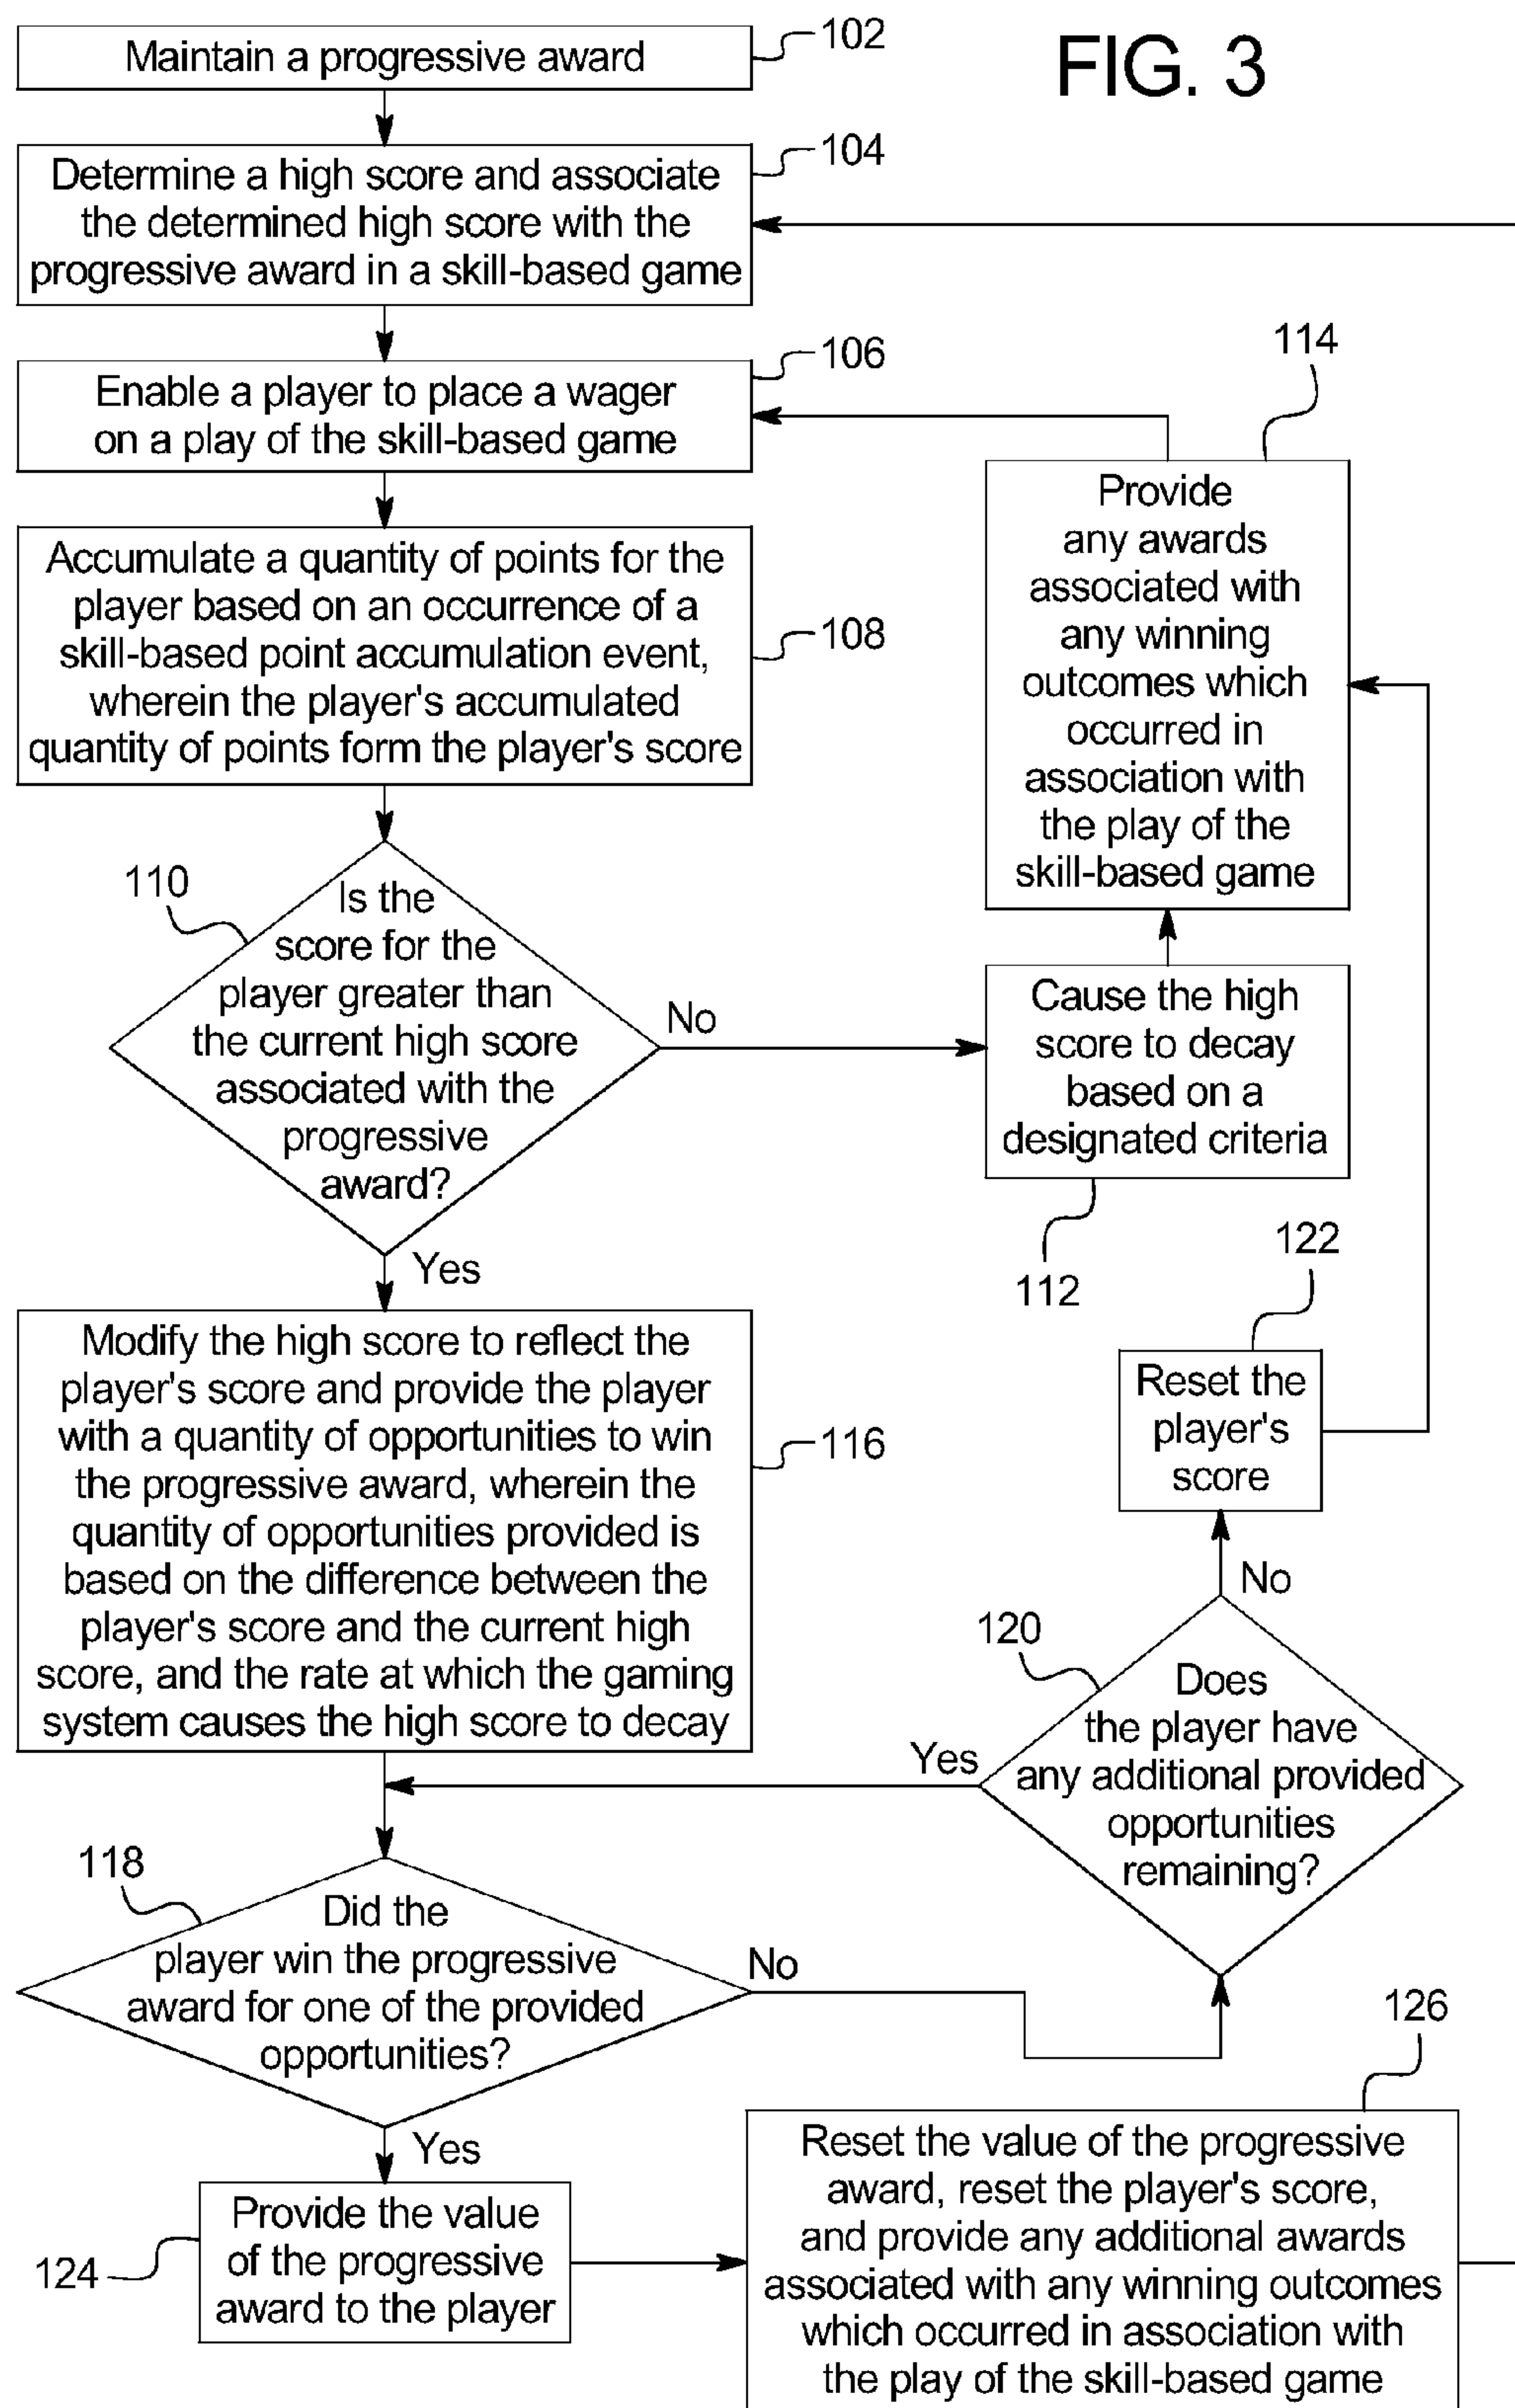 FIG. 3
Maintain a progressive award
102
Determine a high score and associate
the determined high score with the
progressive award in a skill-based game
104
Enable a player to place a wager
on a play of the skill-based game
106
Accumulate a quantity of points for the
player based on an occurrence of a
skill-based point accumulation event,
wherein the player's accumulated
quantity of points form the player's score
108
110
Is the
score for the
player greater than
the current high score
associated with the
progressive
award?
No
Yes
Cause the high
score to decay
based on a
designated criteria
112
114
Provide
any awards
associated with
any winning
outcomes which
occurred in
association with
the play of the
skill-based game
Modify the high score to reflect the
player's score and provide the player
with a quantity of opportunities to win
the progressive award, wherein the
quantity of opportunities provided is
based on the difference between the
player's score and the current high
score, and the rate at which the gaming
system causes the high score to decay
116
118
Did the
player win the progressive
award for one of the provided
opportunities?
No
Yes
120
Does
the player have
any additional provided
opportunities
remaining?
Yes
No
122
Reset the
player's
score
124
Provide the value
of the progressive
award to the player
126
Reset the value of the progressive
award, reset the player's score,
and provide any additional awards
associated with any winning outcomes
which occurred in association with
the play of the skill-based game